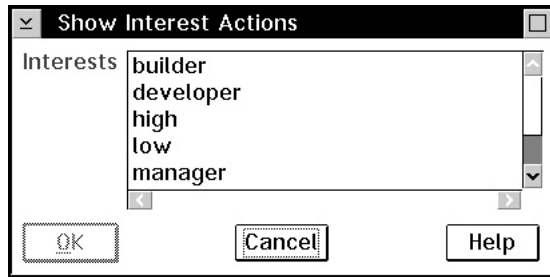 Show Interest Actions
Interests
builder
developer
high
low
manager
OK Cancel Help